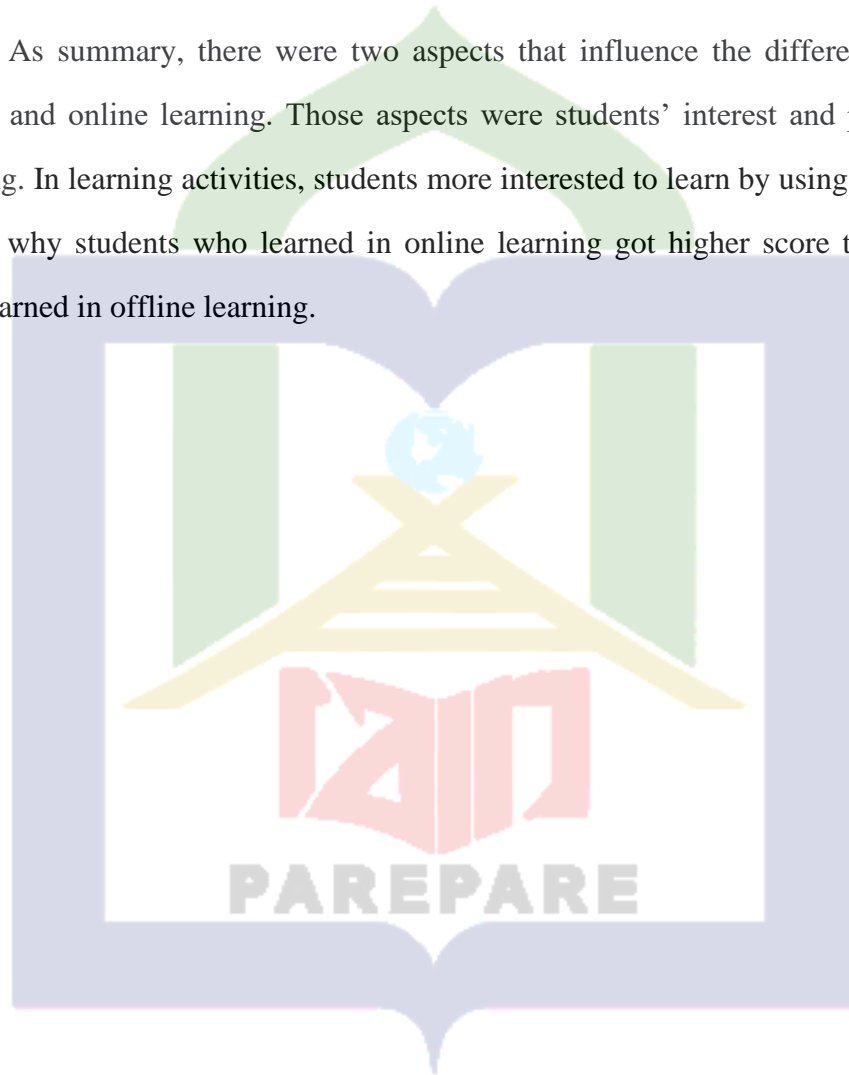 As summary, there were two aspects that influence the
and online learning. Those aspects were students' interest and
In learning activities, students more interested to learn by using
why students who learned in online learning got higher score
in offline learning.
IAIN
PAREPARE